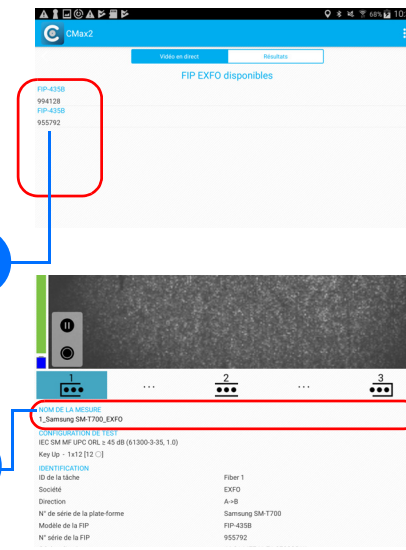 68% 10:
CMax2
Vidéo en direct Résultats
FIP EXFO disponibles
FIP-435B
994128
FIP-435B
955792
1 ... 2 ... 3
NOM DE LA MESURE
1_Samsung SM-T700_EXFO
CONFIGURATION DE TEST
IEC SM MF UPC ORL ≥ 45 dB (61300-3-35, 1.0)
Key Up - 1x12 [12 ○]
IDENTIFICATION
ID de la tâche Fiber 1
Société EXFO
Direction A->B
N° de série de la plate-forme Samsung SM-T700
Modèle de la FIP FIP-435B
N° série de la FIP 955792